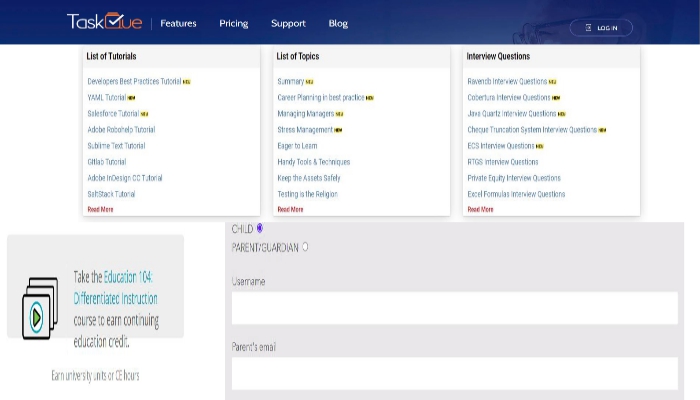 TaskQue
Features
Pricing
Support
Blog
LOG IN
List of Tutorials
Developers Best Practices Tutorial NEW
YAML Tutorial NEW
Salesforce Tutorial NEW
Adobe Robohelp Tutorial
Sublime Text Tutorial
Gitlab Tutorial
Adobe InDesign CC Tutorial
SaltStack Tutorial
Read More
List of Topics
Summary NEW
Career Planning in best practice NEW
Managing Managers NEW
Stress Management NEW
Eager to Learn
Handy Tools & Techniques
Keep the Assets Safely
Testing is the Religion
Read More
Interview Questions
Ravendb Interview Questions NEW
Cobertura Interview Questions NEW
Java Quartz Interview Questions NEW
Cheque Truncation System Interview Questions NEW
ECS Interview Questions NEW
RTGS Interview Questions
Private Equity Interview Questions
Excel Formulas Interview Questions
Read More
Take the Education 104:
Differentiated Instruction
course to earn continuing
education credit.
Earn university units or CE hours
CHILD
PARENT/GUARDIAN
Username
Parent's email